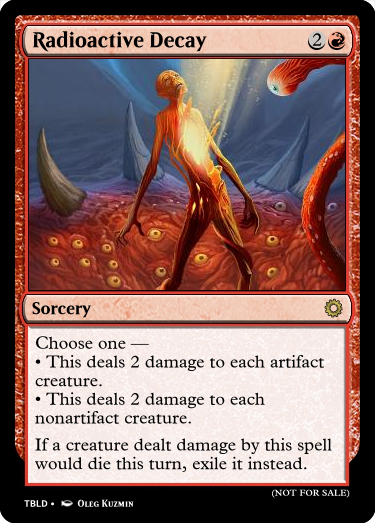 Radioactive Decay 2
Sorcery
Choose one —
• This deals 2 damage to each artifact
creature.
• This deals 2 damage to each
nonartifact creature.
If a creature dealt damage by this spell
would die this turn, exile it instead.
(NOT FOR SALE)
TBLD • Oleg Kuzmin